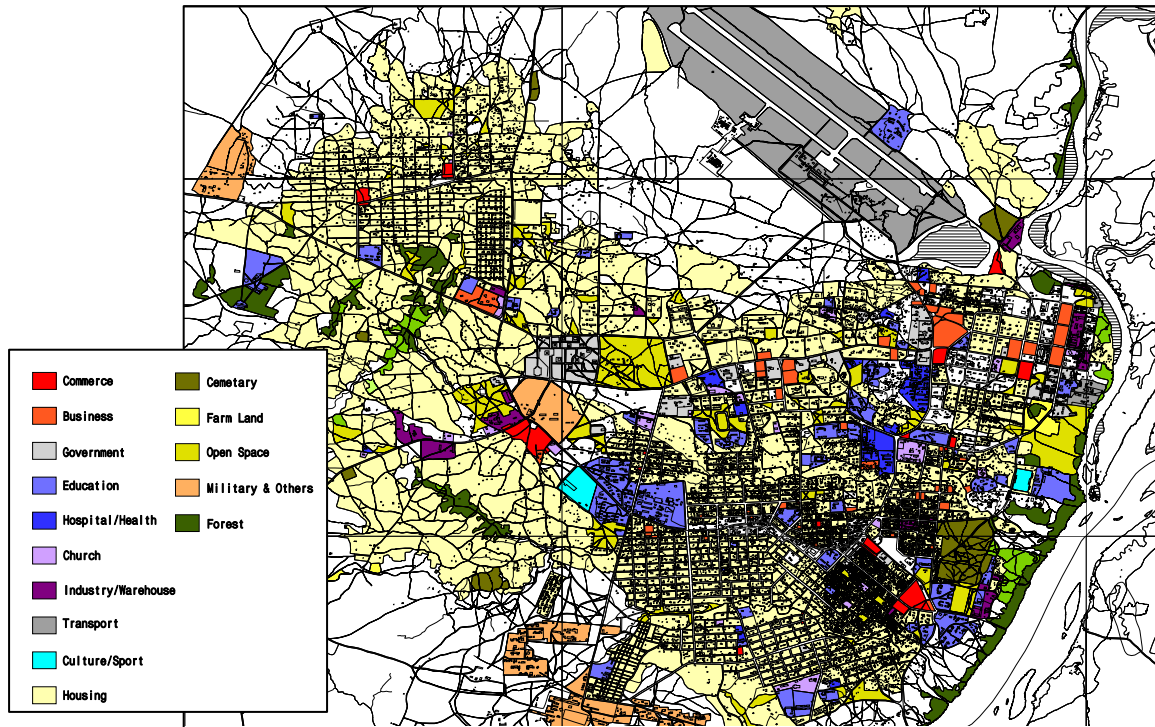 Commerce
Business
Government
Education
Hospital/Health
Church
Industry/Warehouse
Transport
Culture/Sport
Housing
Cemetary
Farm Land
Open Space
Military & Others
Forest